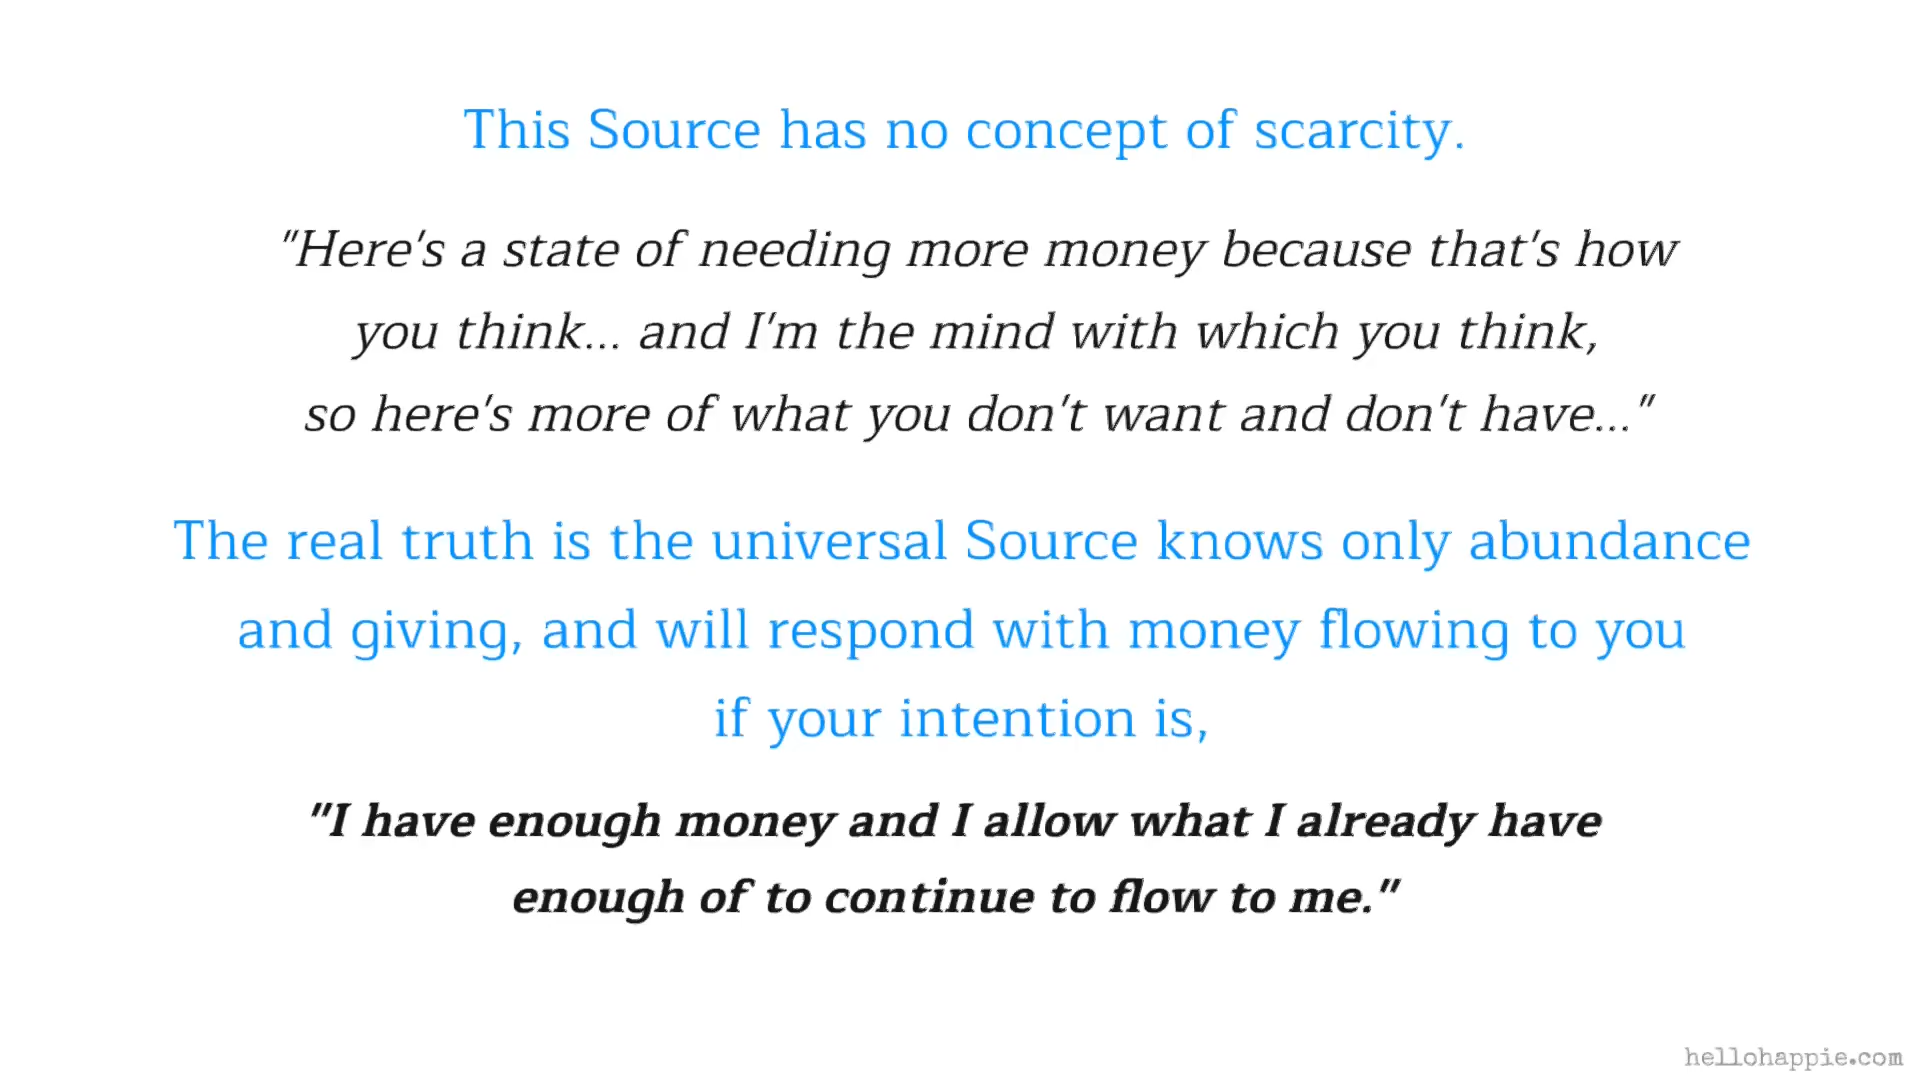 This Source has no concept of scarcity.
"Here's a state of needing more money because that's how
you think... and I'm the mind with which you think,
so here's more of what you don't want and don't have..."
The real truth is the universal Source knows only abundance
and giving, and will respond with money flowing to you
if your intention is,
"I have enough money and I allow what I already have
enough of to continue to flow to me."
hellohappie.com